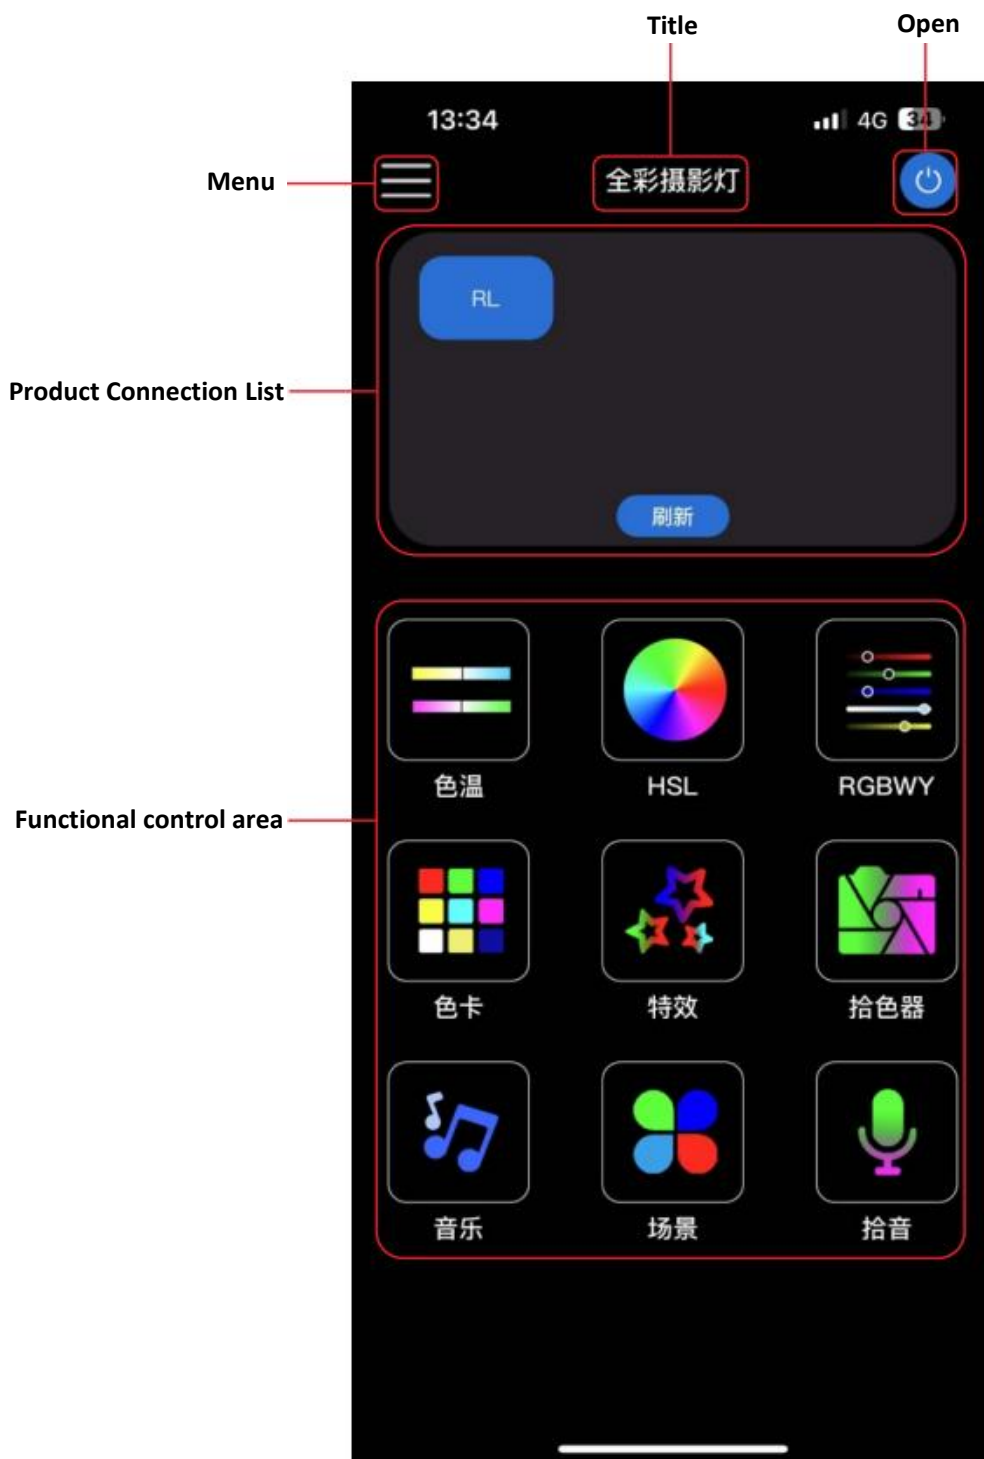 Title
Open
13:34
4G 34
Menu
全彩摄影灯
RL
Product Connection List
刷新
色温
HSL
RGBWY
Functional control area
色卡
特效
拾色器
音乐
场景
拾音